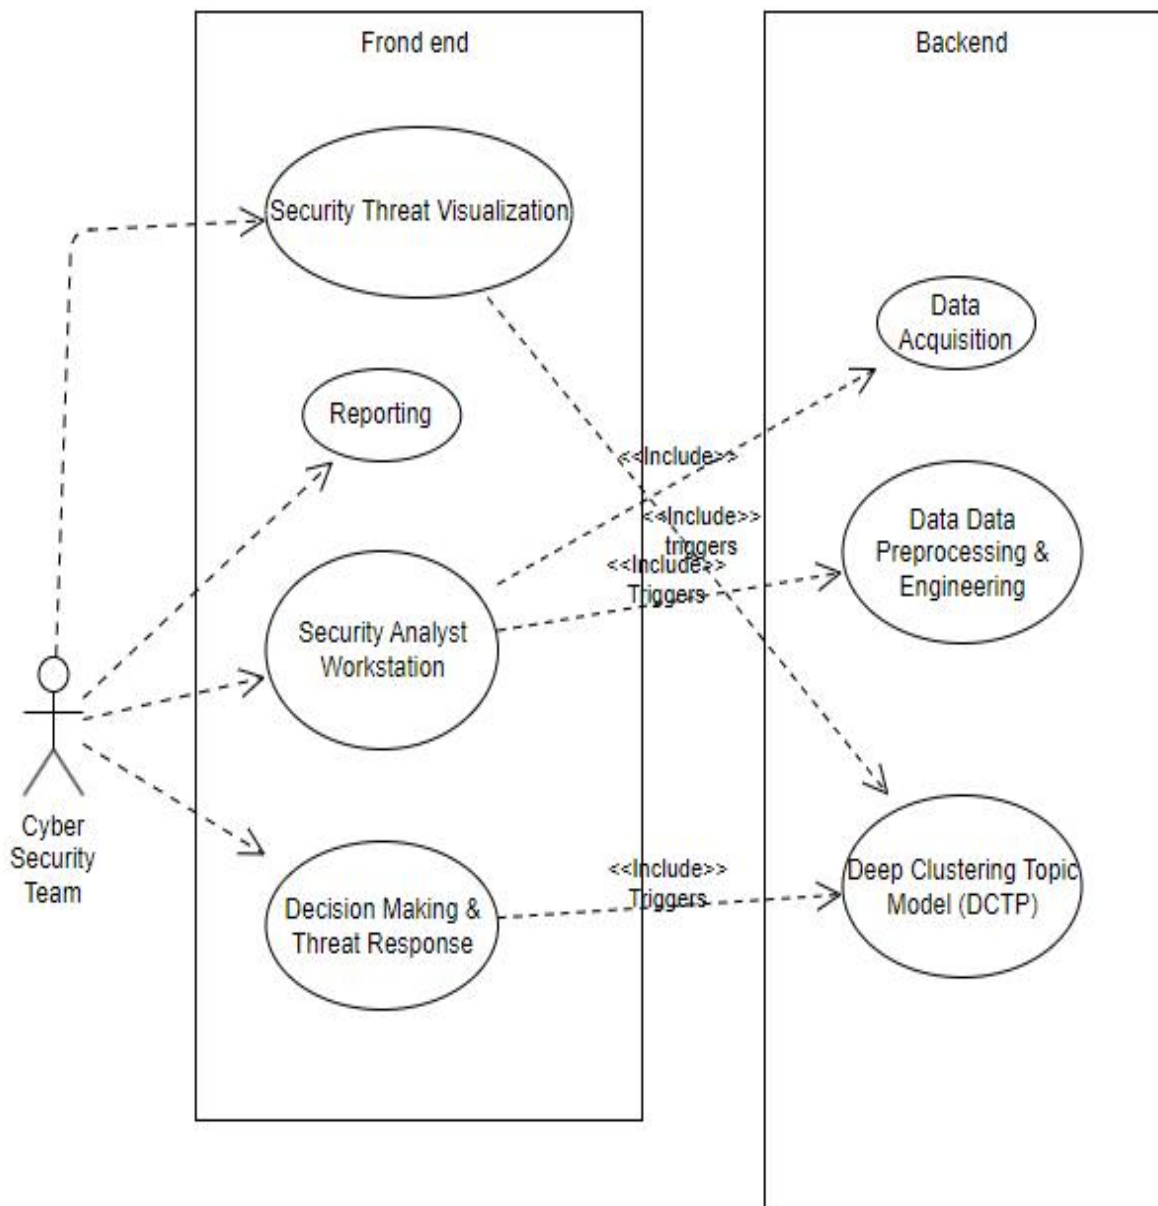 Frond end
Backend
Security Threat Visualization
Data
Acquisition
Reporting
<<Include>>
<<Include>>
triggers
<<Include>>
Triggers
Data Data
Preprocessing &
Engineering
Security Analyst
Workstation
Cyber
Security
Team
<<Include>>
Triggers
Deep Clustering Topic
Model (DCTP)
Decision Making &
Threat Response